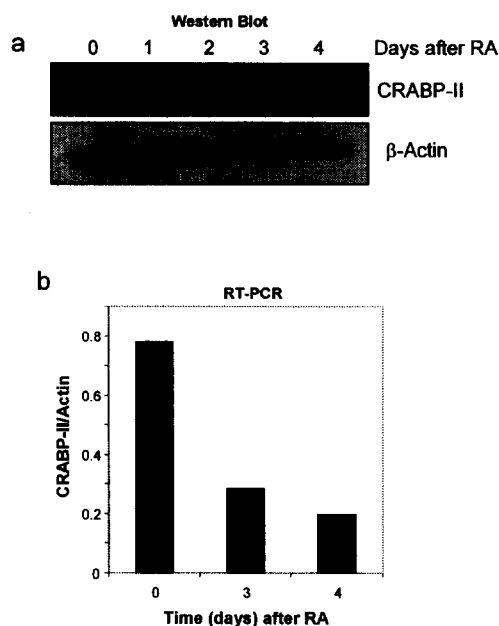 Western Blot
a
0 1 2 3 4 Days after RA
CRABP-II
β-Actin
b
RT-PCR
CRABP-II/Actin
0.8
0.6
0.4
0.2
0
0 3 4
Time (days) after RA